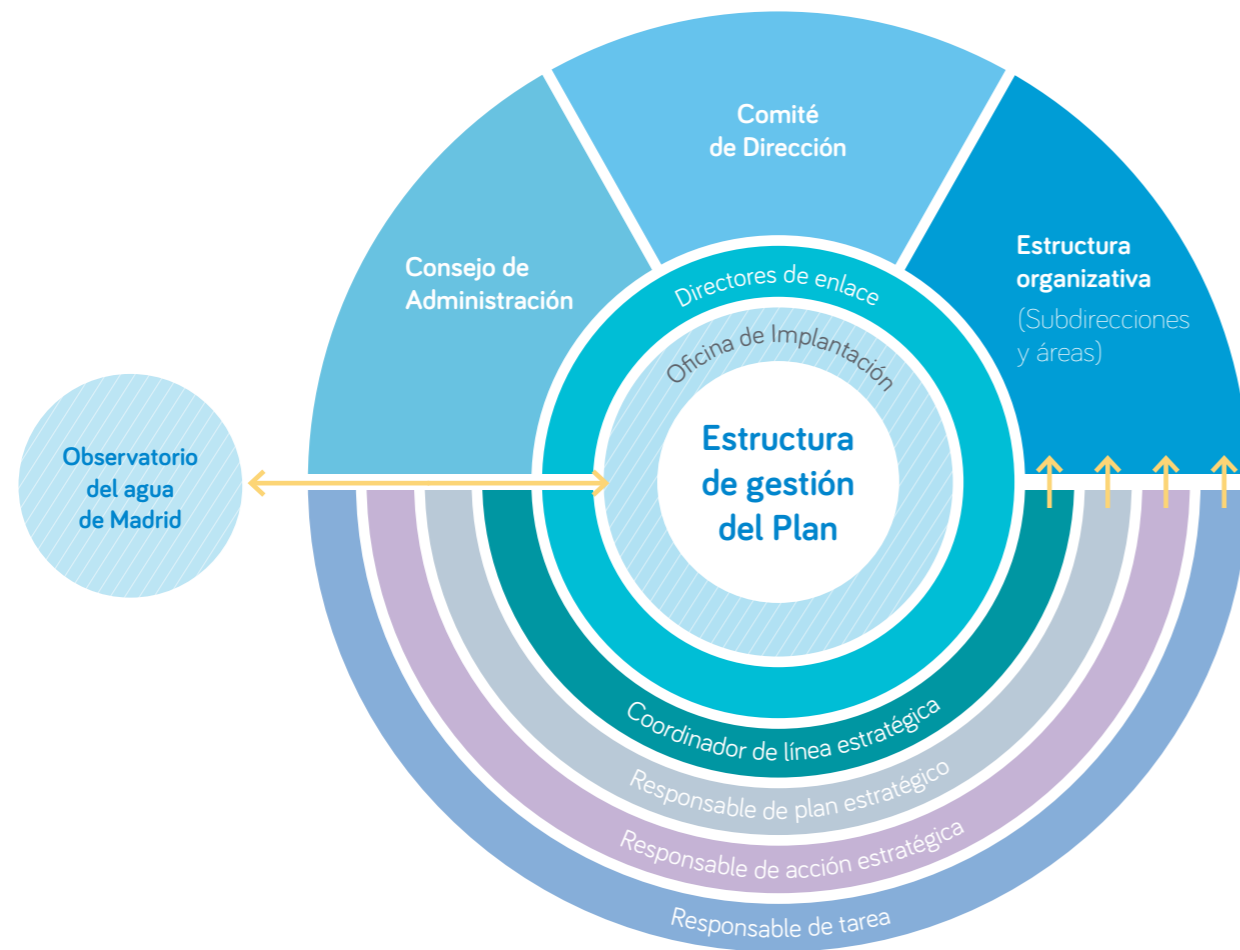 Comité
de Dirección
Consejo de
Administración
Estructura
organizativa
(Subdirecciones
y áreas)
Directores de enlace
Oficina de Implantación
Estructura
de gestión
del Plan
Observatorio
del agua
de Madrid
Coordinador de línea estratégica
Responsable de plan estratégico
Responsable de acción estratégica
Responsable de tarea